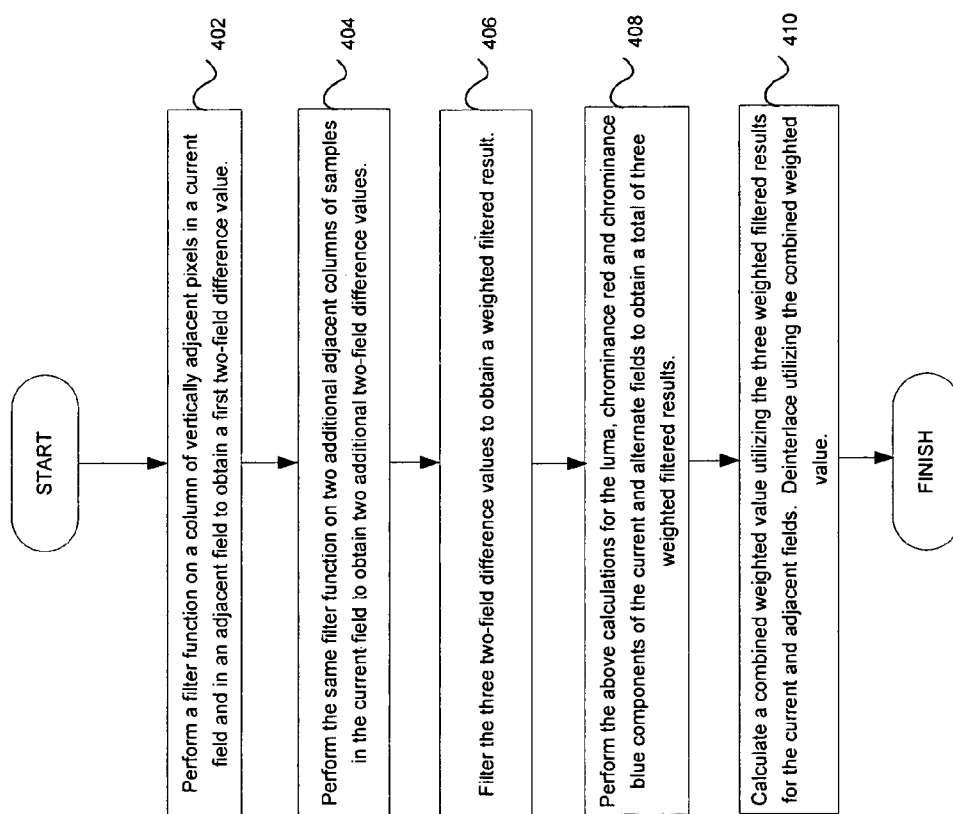 START
402
Perform a filter function on a column of vertically adjacent pixels in a current
field and in an adjacent field to obtain a first two-field difference value.
404
Perform the same filter function on two additional adjacent columns of samples
in the current field to obtain two additional two-field difference values.
406
Filter the three two-field difference values to obtain a weighted filtered result.
408
Perform the above calculations for the luma, chrominance red and chrominance
blue components of the current and alternate fields to obtain a total of three
weighted filtered results.
410
Calculate a combined weighted value utilizing the three weighted filtered results
for the current and adjacent fields. Deinterlace utilizing the combined weighted
value.
FINISH